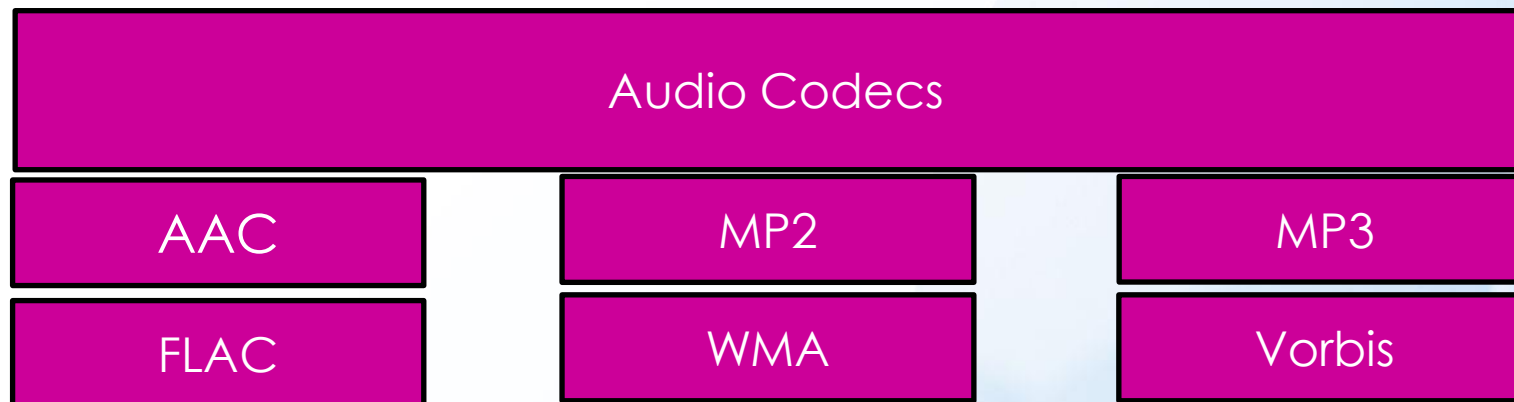 Audio Codecs
AAC
MP2
MP3
FLAC
WMA
Vorbis